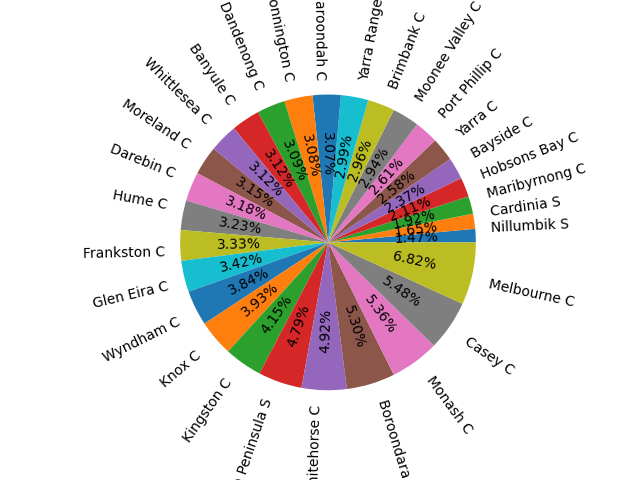 Nillumbik S
1.47%
Cardinia S
1.65%
Maribyrnong C
1.92%
Hobsons Bay C
2.11%
Bayside C
2.37%
Yarra C
2.58%
Port Phillip C
2.61%
Moonee Valley C
2.94%
Brimbank C
2.96%
Yarra Range
2.99%
aroondah C
3.07%
onnington C
3.08%
Dandenong C
3.09%
Banyule C
3.12%
Whittlesea C
3.12%
Moreland C
3.15%
Darebin C
3.18%
Hume C
3.23%
Frankston C
3.33%
Glen Eira C
3.42%
Wyndham C
3.84%
Knox C
3.93%
Kingston C
4.15%
Peninsula S
4.79%
hitehorse C
4.92%
Boroondara
5.30%
Monash C
5.36%
Casey C
5.48%
Melbourne C
6.82%